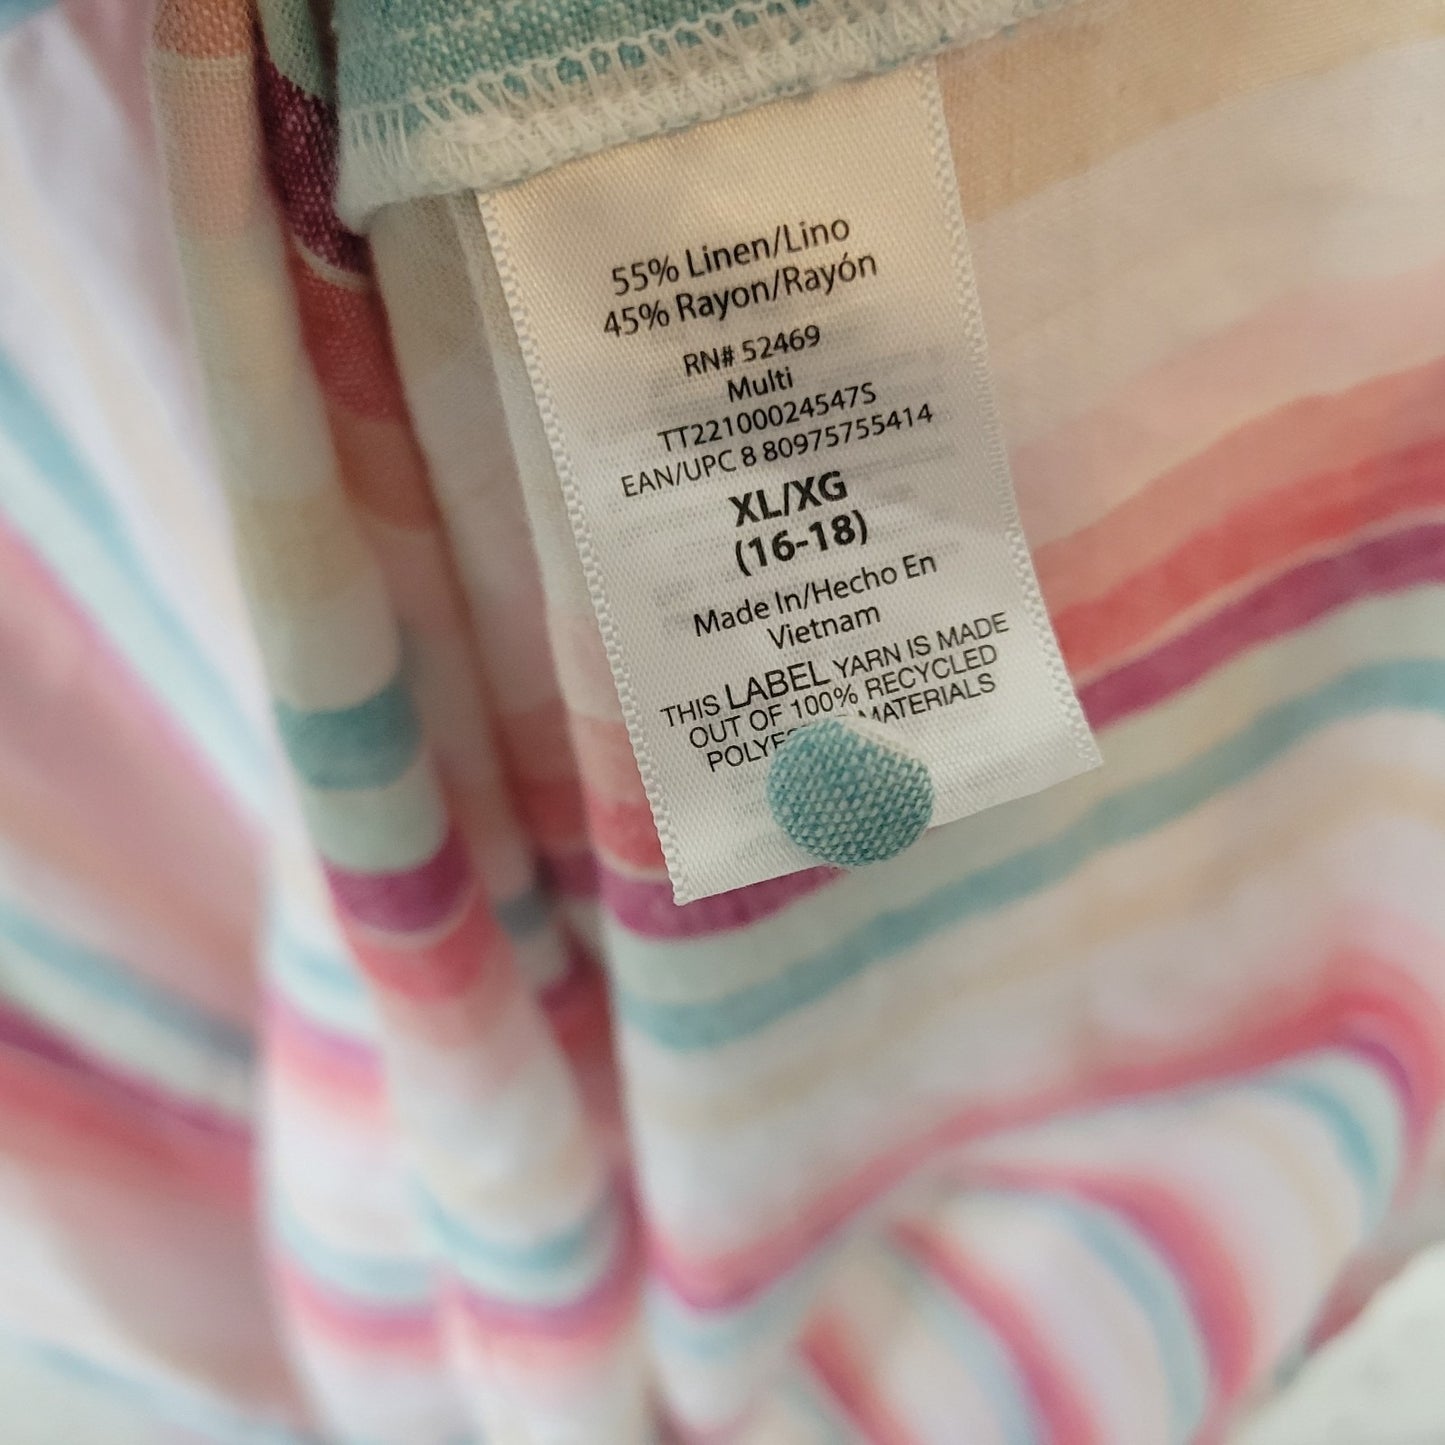 55% Linen/Lino
45% Rayon/Rayón
RN# 52469
Multi
TT22100024547S
EAN/UPC 8 80975755414
XL/XG
(16-18)
Made In/Hecho En
Vietnam
THIS LABEL YARN IS MADE
OUT OF 100% RECYCLED
MATERIALS